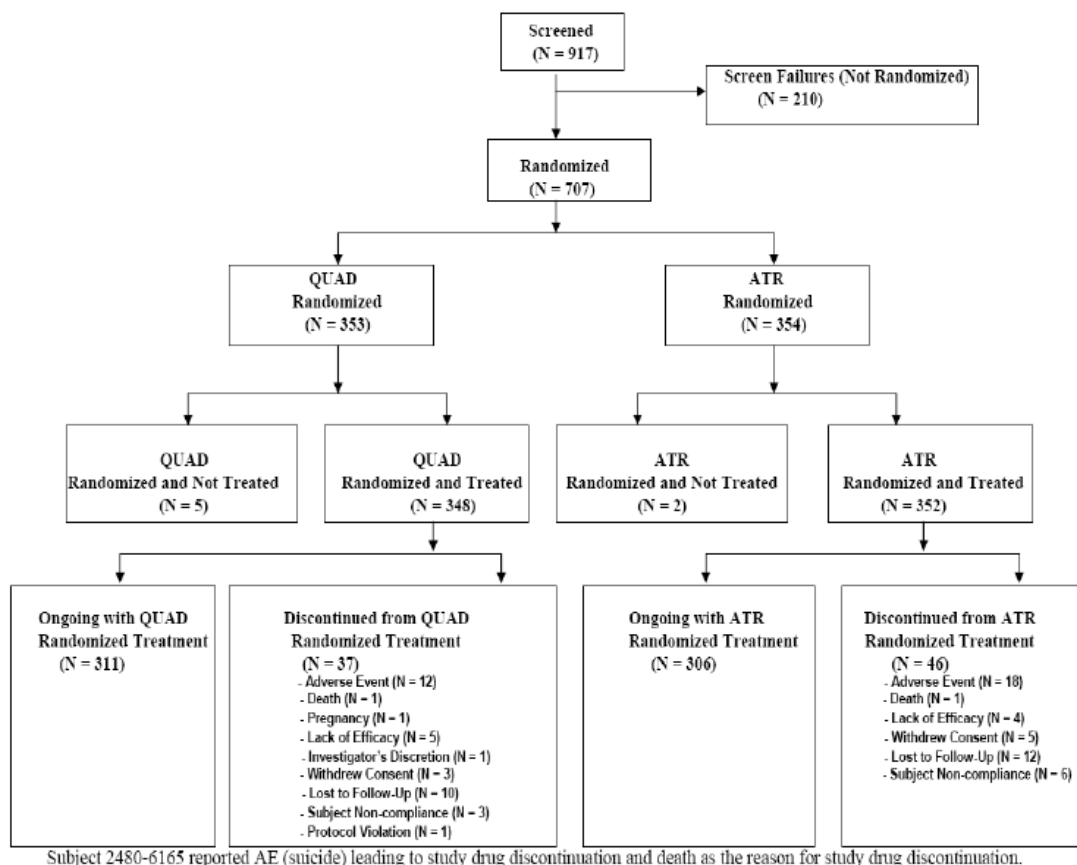 Screened
(N = 917)
Screen Failures (Not Randomized)
(N = 210)
Randomized
(N = 707)
QUAD
Randomized
(N = 353)
ATR
Randomized
(N = 354)
QUAD
Randomized and Not Treated
(N = 5)
QUAD
Randomized and Treated
(N = 348)
ATR
Randomized and Not Treated
(N = 2)
ATR
Randomized and Treated
(N = 352)
Ongoing with QUAD
Randomized Treatment
(N = 311)
Discontinued from QUAD
Randomized Treatment
(N = 37)
- Adverse Event (N = 12)
- Death (N = 1)
- Pregnancy (N = 1)
- Lack of Efficacy (N = 5)
- Investigator's Discretion (N = 1)
- Withdrew Consent (N = 3)
- Lost to Follow-Up (N = 10)
- Subject Non-compliance (N = 3)
- Protocol Violation (N = 1)
Ongoing with ATR
Randomized Treatment
(N = 306)
Discontinued from ATR
Randomized Treatment
(N = 46)
- Adverse Event (N = 18)
- Death (N = 1)
- Lack of Efficacy (N = 4)
- Withdrew Consent (N = 5)
- Lost to Follow-Up (N = 12)
- Subject Non-compliance (N = 6)
Subject 2480-6165 reported AE (suicide) leading to study drug discontinuation and death as the reason for study drug discontinuation.